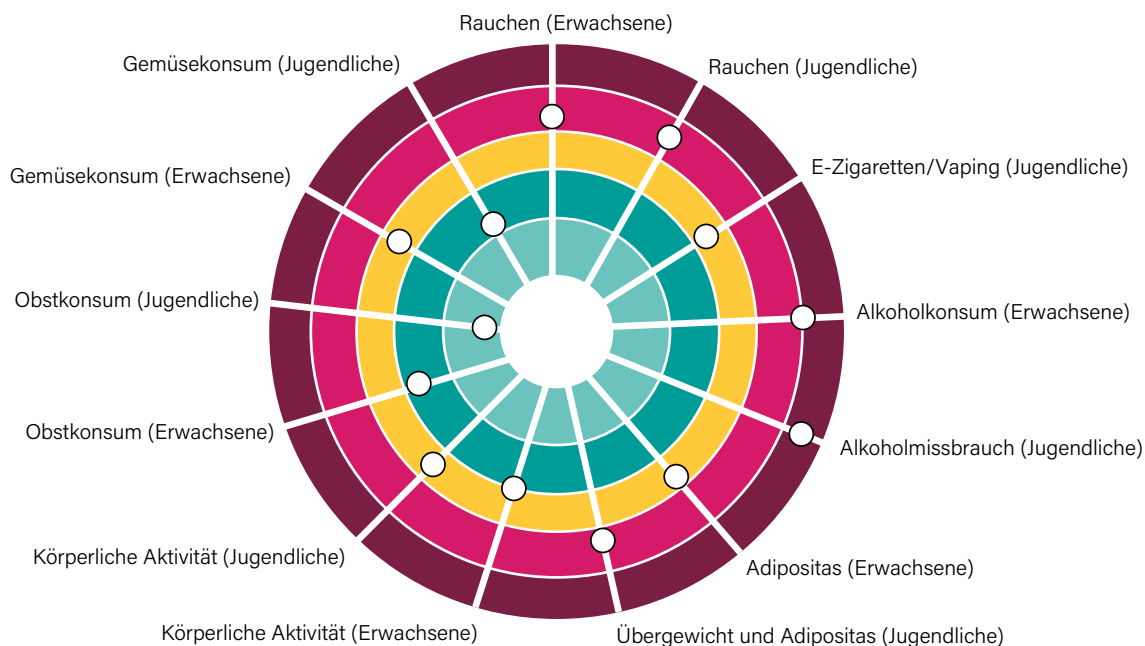 Rauchen (Erwachsene)
Rauchen (Jugendliche)
E-Zigaretten/Vaping (Jugendliche)
Alkoholkonsum (Erwachsene)
Alkoholmissbrauch (Jugendliche)
Adipositas (Erwachsene)
Übergewicht und Adipositas (Jugendliche)
Körperliche Aktivität (Erwachsene)
Körperliche Aktivität (Jugendliche)
Obstkonsum (Erwachsene)
Obstkonsum (Jugendliche)
Gemüsekonsum (Erwachsene)
Gemüsekonsum (Jugendliche)